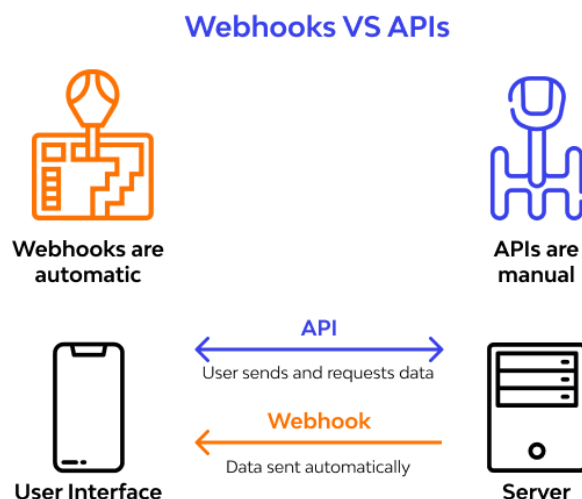 Webhooks VS APIs
Webhooks are
automatic
APIs are
manual
API
User sends and requests data
Webhook
Data sent automatically
User Interface
Server